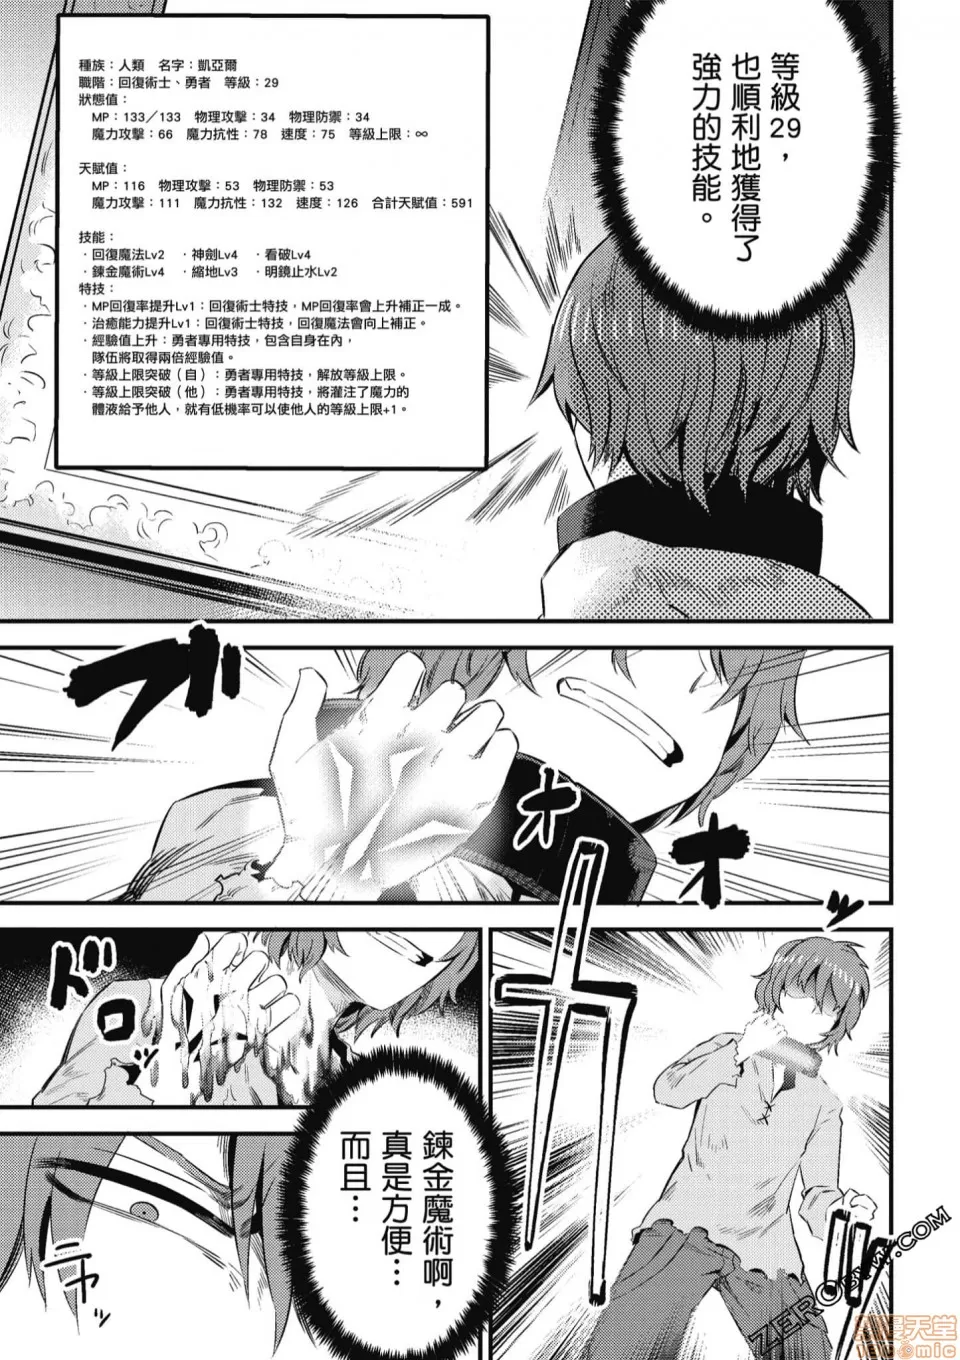 等級29，
也順利地獲得了
強力的技能。
種族：人類　名字：凱亞爾
職階：回復術士、勇者　等級：29
狀態值：
MP：133／133　物理攻擊：34　物理防禦：34
魔力攻擊：66　魔力抗性：78　速度：75　等級上限：∞
天賦值：
MP：116　物理攻擊：53　物理防禦：53
魔力攻擊：111　魔力抗性：132　速度：126　合計天賦值：591
技能：
・回復魔法Lv2　・神劍Lv4　・看破Lv4
・鍊金魔術Lv4　・縮地Lv3　・明鏡止水Lv2
特技：
・MP回復率提升Lv1：回復術士特技，MP回復率會上升補正一成。
・治癒能力提升Lv1：回復術士特技，回復魔法會向上補正。
・經驗值上升：勇者專用特技，包含自身在內，
隊伍將取得兩倍經驗值。
・等級上限突破（自）：勇者專用特技，解放等級上限。
・等級上限突破（他）：勇者專用特技，將灌注了魔力的
體液給予他人，就有低機率可以使他人的等級上限+1。
ズズ
オオッ
ドロ
鍊金魔術啊，
真是方便…
而且…
ZEROBYW.COM